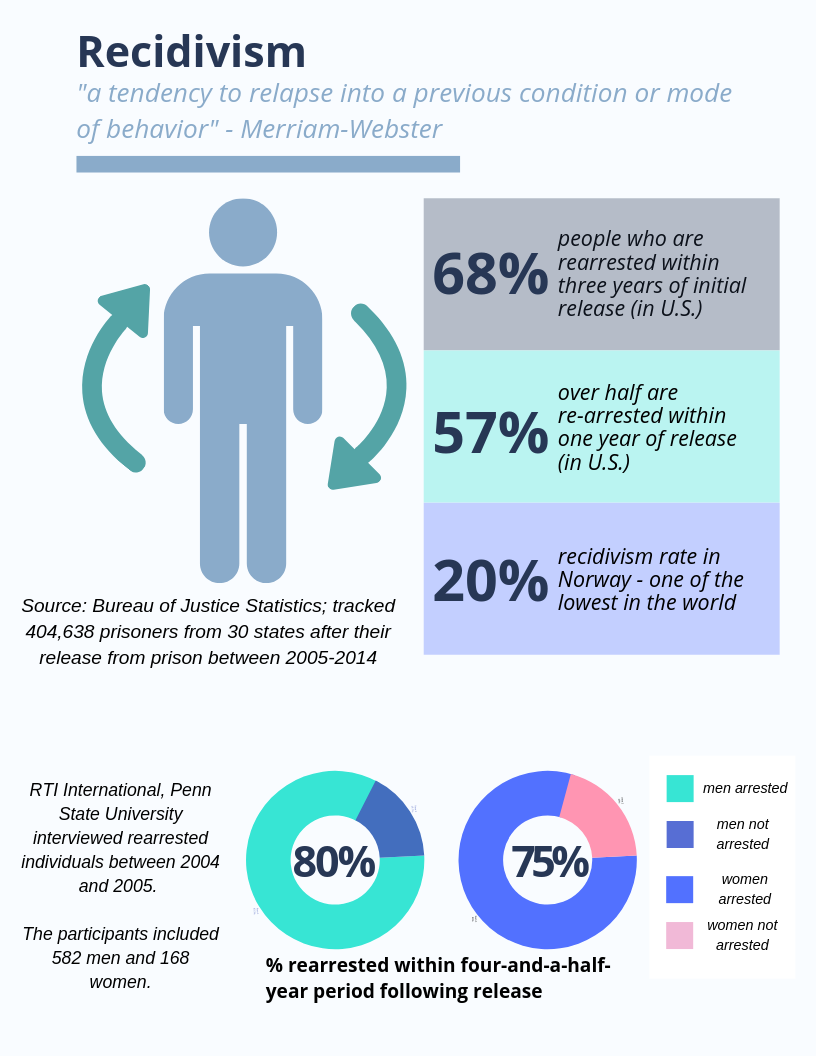 Recidivism
"a tendency to relapse into a previous condition or mode
of behavior" - Merriam-Webster
68%
people who are
rearrested within
three years of initial
release (in U.S.)
57%
over half are
re-arrested within
one year of release
(in U.S.)
20%
recidivism rate in
Norway - one of the
lowest in the world
Source: Bureau of Justice Statistics; tracked
404,638 prisoners from 30 states after their
release from prison between 2005-2014
RTI International, Penn
State University
interviewed rearrested
individuals between 2004
and 2005.
The participants included
582 men and 168
women.
80%
75%
% rearrested within four-and-a-half-
year period following release
men arrested
men not
arrested
women
arrested
women not
arrested